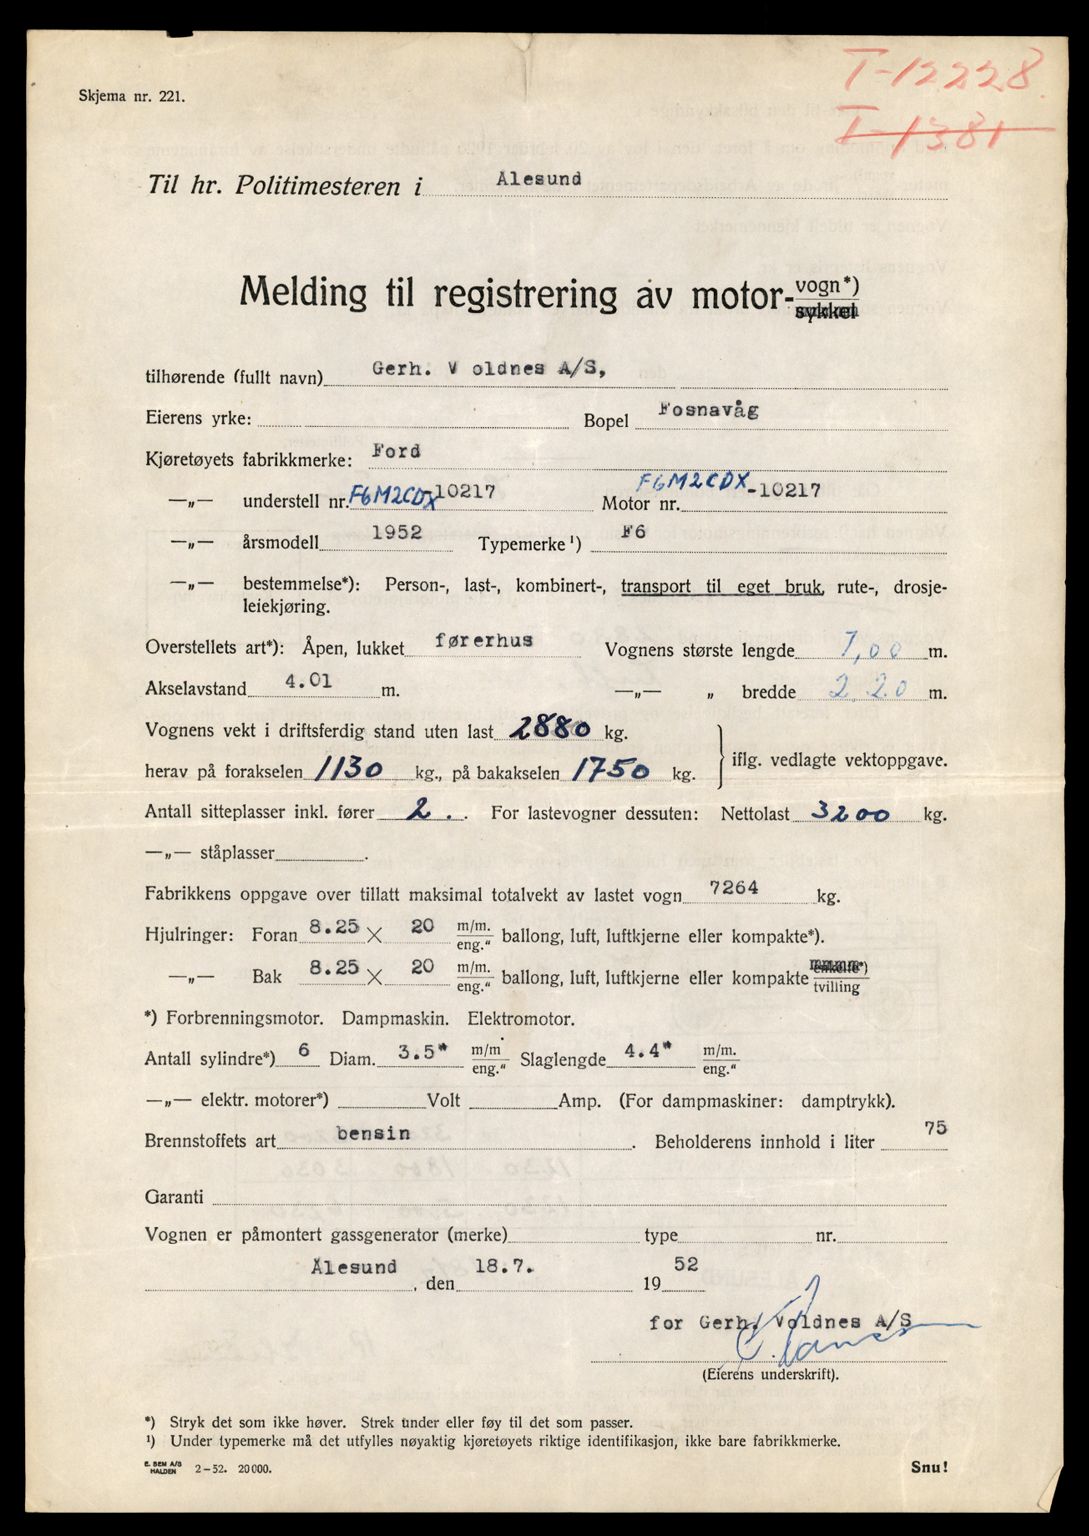 Skjema nr. 221.
T-12228.
T-1381
Til hr. Politimesteren i Ålesund
Melding til registrering av motor-vogn*)
sykkel
tilhørende (fullt navn) Gerh. Voldnes A/S,
Eierens yrke: Bopel Fosnavåg
Kjøretøyets fabrikkmerke: Ford
—„— understell nr. F6M2CDX-10217 Motor nr. F6M2CDX-10217
—„— årsmodell 1952 Typemerke¹) F6
—„— bestemmelse*): Person-, last-, kombinert-, transport til eget bruk, rute-, drosje-
leiekjøring.
Overstellets art*): Åpen, lukket førerhus Vognens største lengde 7,00 m.
Akselavstand 4.01 m. —„— „ bredde 2,20 m.
Vognens vekt i driftsferdig stand uten last 2880 kg.
herav på forakselen 1130 kg., på bakakselen 1750 kg. iflg. vedlagte vektoppgave.
Antall sitteplasser inkl. fører 2. For lastevogner dessuten: Nettolast 3200 kg.
—„— ståplasser .
Fabrikkens oppgave over tillatt maksimal totalvekt av lastet vogn 7264 kg.
Hjulringer: Foran 8.25 X 20 m/m. eng." ballong, luft, luftkjerne eller kompakte*).
—„— Bak 8.25 X 20 m/m. eng." ballong, luft, luftkjerne eller kompakte enkelte*) tvilling
*) Forbrenningsmotor. Dampmaskin. Elektromotor.
Antall sylindre*) 6 Diam. 3.5" m/m eng." Slaglengde 4.4" m/m. eng."
—„— elektr. motorer*) Volt Amp. (For dampmaskiner: damptrykk).
Brennstoffets art bensin . Beholderens innhold i liter 75
Garanti
Vognen er påmontert gassgenerator (merke) type nr.
Ålesund , den 18.7. 19 52
for Gerh. Voldnes A/S
(Eierens underskrift).
*) Stryk det som ikke høver. Strek under eller føy til det som passer.
¹) Under typemerke må det utfylles nøyaktig kjøretøyets riktige identifikasjon, ikke bare fabrikkmerke.
E. SEM A/S
HALDEN 2-52. 20 000.
Snu!